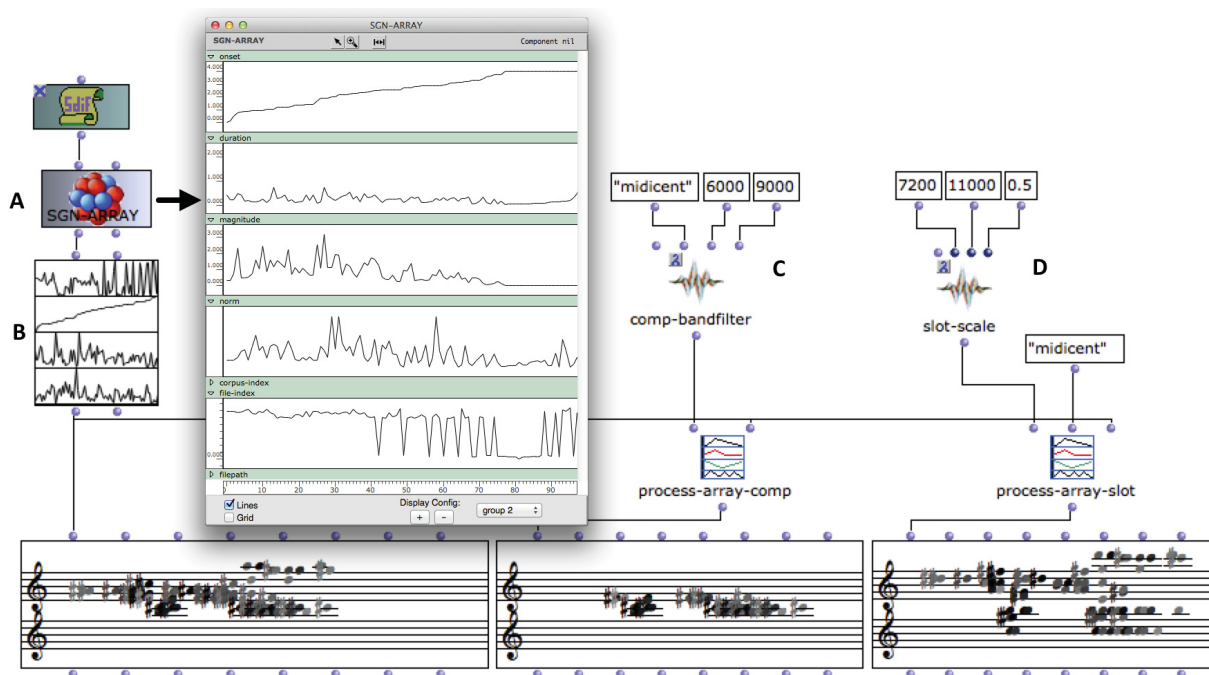 SGN-ARRAY
SGN-ARRAY
Component nil
onset
4.000
3.000
2.000
1.000
0.000
duration
2.000
1.000
0.000
magnitude
3.000
2.000
1.000
0.000
norm
corpus-index
file-index
0.000
filepath
0 10 20 30 40 50 60 70 80 90
Lines
Grid
Display Config:
+ -
group 2
Sdif
A
SGN-ARRAY
B
"midicent" 6000 9000
C
comp-bandfilter
7200 11000 0.5
D
slot-scale
"midicent"
process-array-comp
process-array-slot